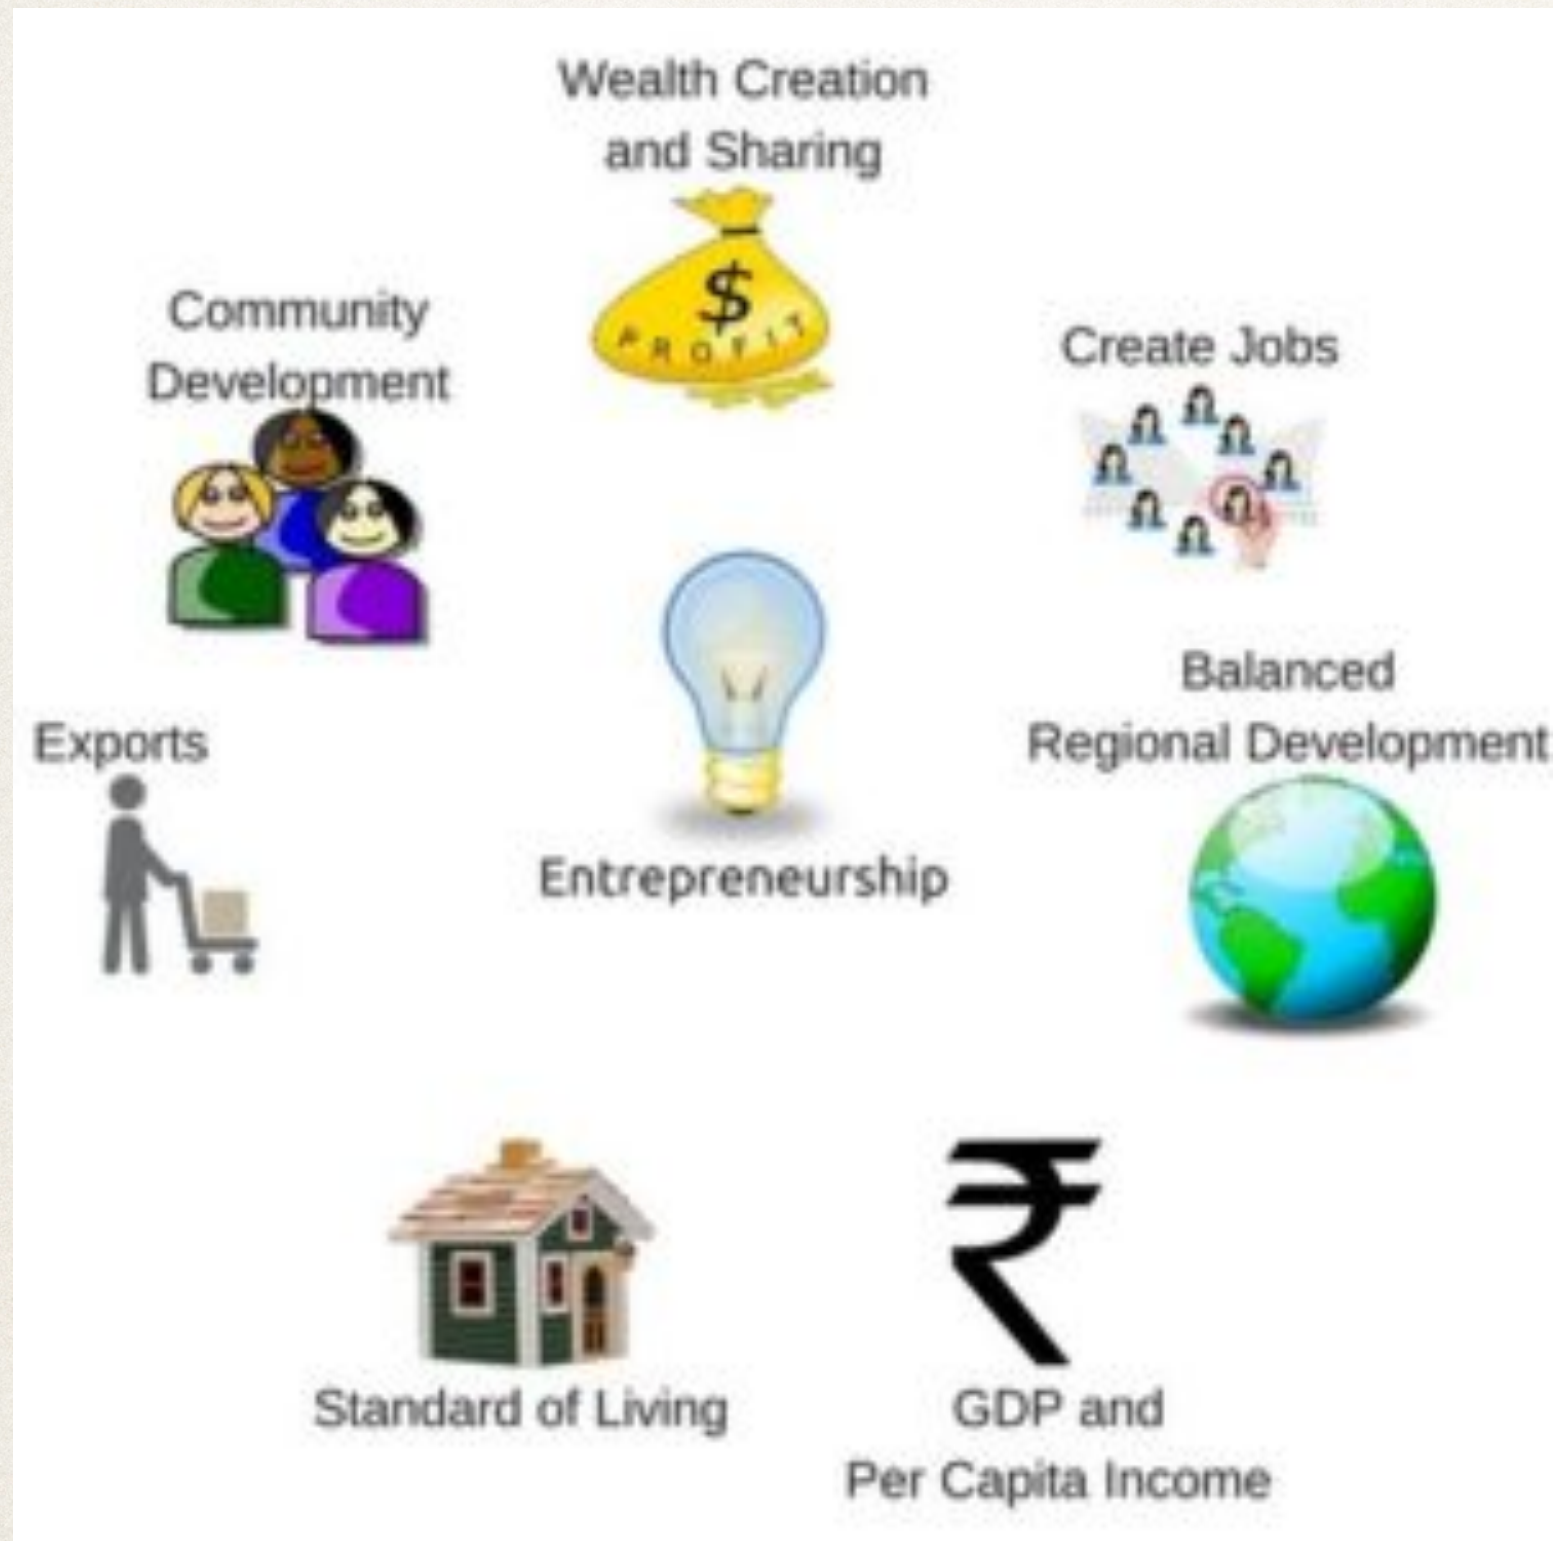 Wealth Creation
and Sharing
$
PROFIT
Community
Development
Create Jobs
Balanced
Regional Development
Exports
Entrepreneurship
₹
Standard of Living
GDP and
Per Capita Income